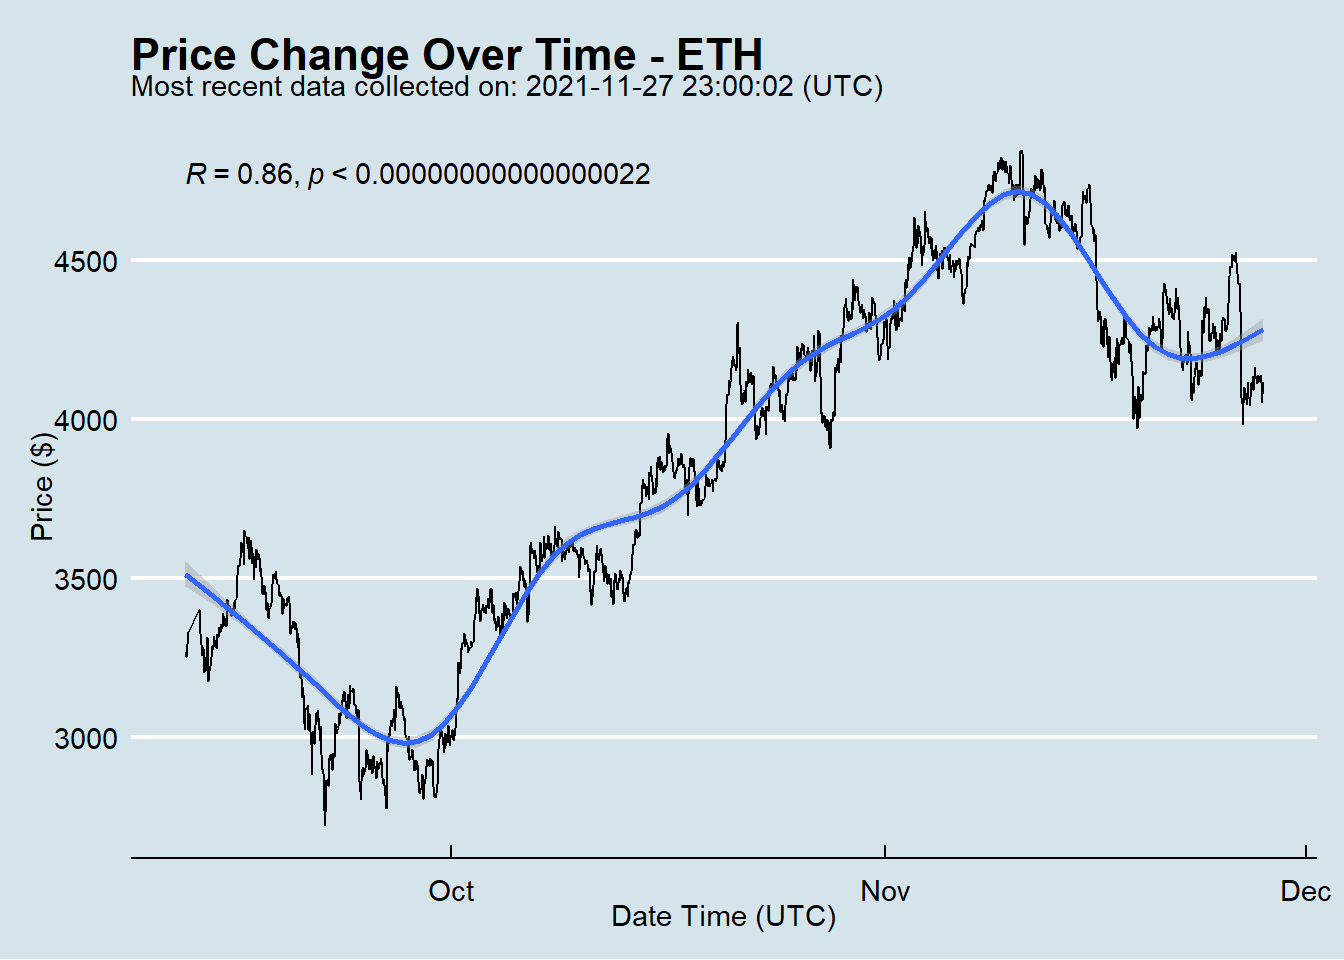 Price Change Over Time - ETH
Most recent data collected on: 2021-11-27 23:00:02 (UTC)
R = 0.86, p < 0.00000000000000022
4500
4000
3500
3000
Price ($)
Oct
Nov
Dec
Date Time (UTC)